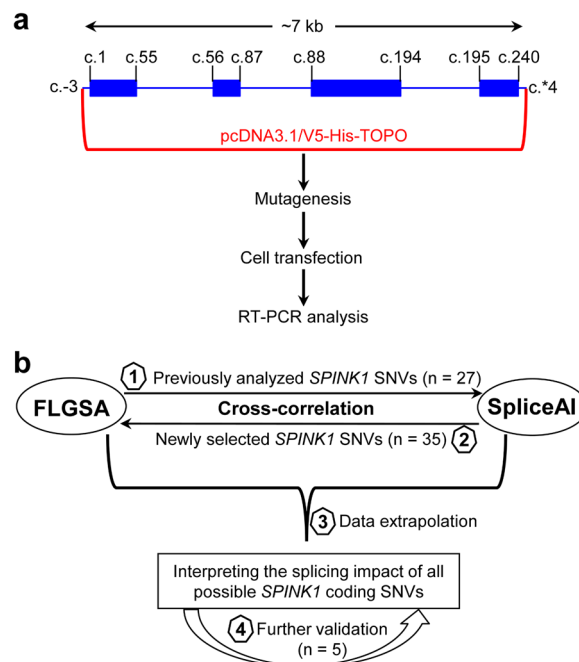 a
~7 kb
c.1 c.55 c.56 c.87 c.88 c.194 c.195 c.240
c.-3 c.*4
pcDNA3.1/V5-His-TOPO
Mutagenesis
Cell transfection
RT-PCR analysis
b
1 Previously analyzed SPINK1 SNVs (n = 27)
FLGSA Cross-correlation SpliceAI
Newly selected SPINK1 SNVs (n = 35) 2
3 Data extrapolation
Interpreting the splicing impact of all
possible SPINK1 coding SNVs
4 Further validation
(n = 5)